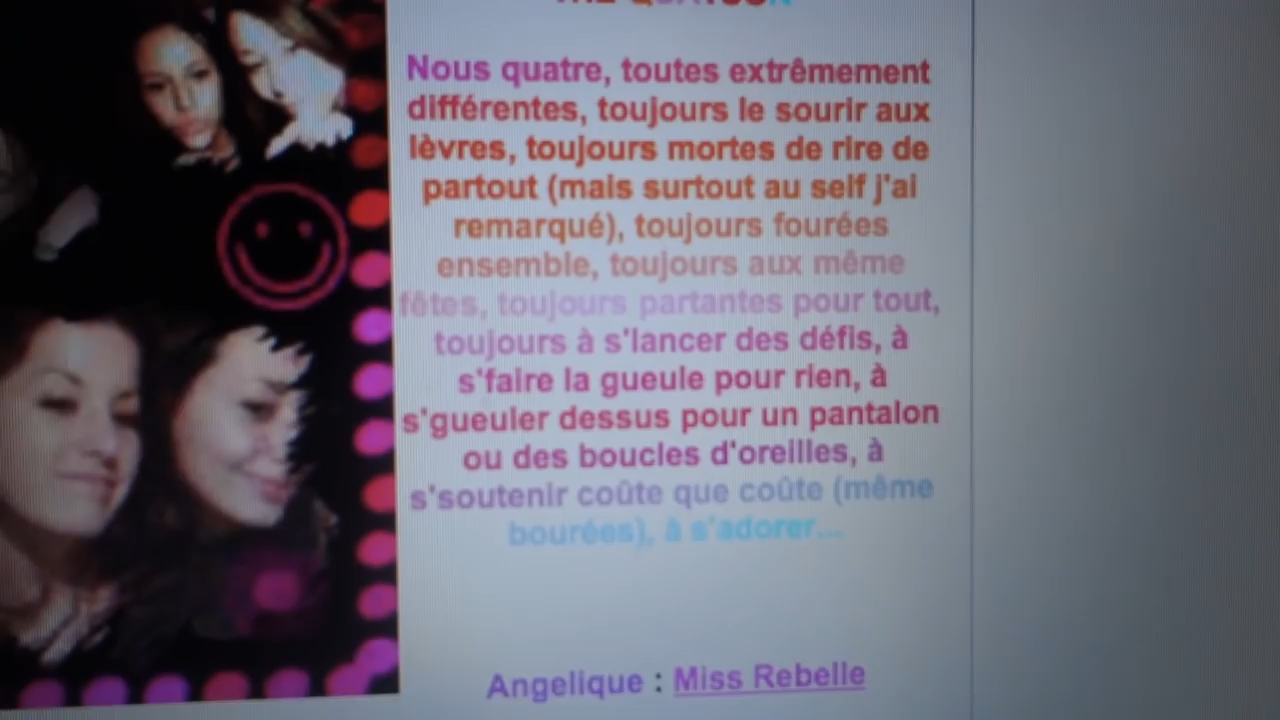 Nous quatre, toutes extrêmement
différentes, toujours le sourir aux
lèvres, toujours mortes de rire de
partout (mais surtout au self j'ai
remarqué), toujours fourées
ensemble, toujours aux même
fêtes, toujours partantes pour tout,
toujours à s'lancer des défis, à
s'faire la gueule pour rien, à
s'gueuler dessus pour un pantalon
ou des boucles d'oreilles, à
s'soutenir coûte que coûte (même
bourées), à s'adorer...
Angelique : Miss Rebelle